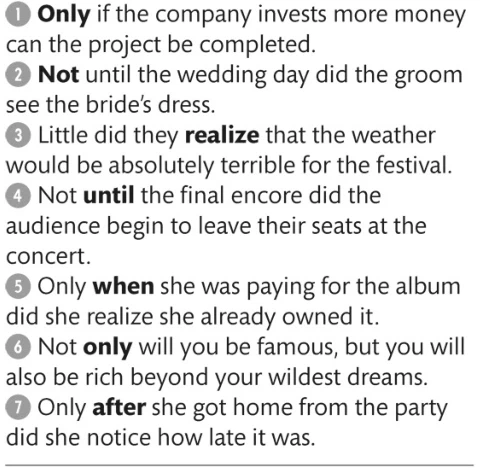 1 Only if the company invests more money
can the project be completed.
2 Not until the wedding day did the groom
see the bride's dress.
3 Little did they realize that the weather
would be absolutely terrible for the festival.
4 Not until the final encore did the
audience begin to leave their seats at the
concert.
5 Only when she was paying for the album
did she realize she already owned it.
6 Not only will you be famous, but you will
also be rich beyond your wildest dreams.
7 Only after she got home from the party
did she notice how late it was.